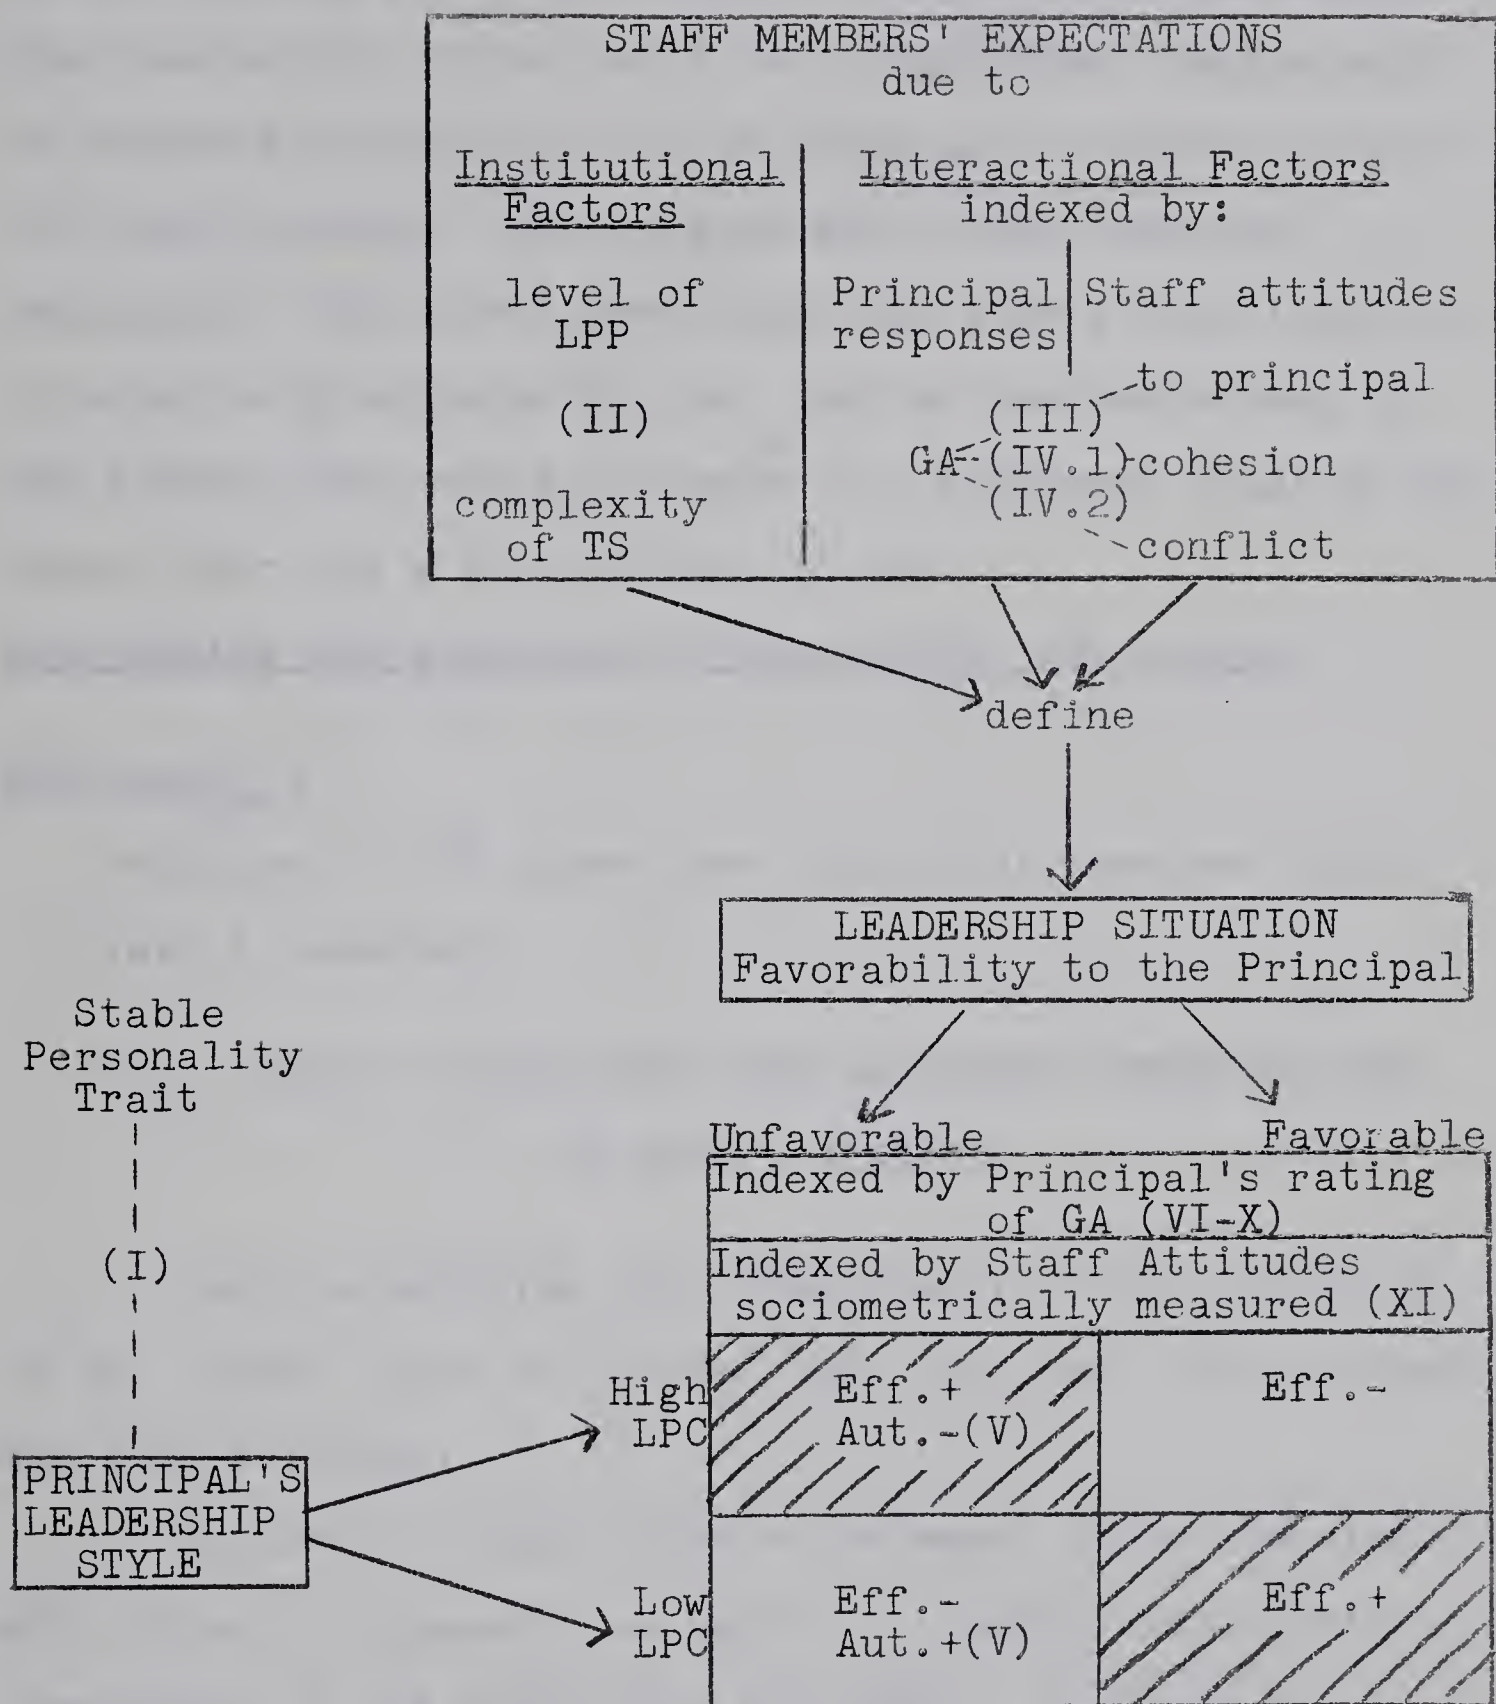 STAFF MEMBERS' EXPECTATIONS
due to
Institutional
Factors
level of
LPP
(II)
complexity
of TS
Interactional Factors
indexed by:
Principal
responses
Staff attitudes
to principal
(III)
GA (IV.1) cohesion
(IV.2)
conflict
define
LEADERSHIP SITUATION
Favorability to the Principal
Stable
Personality
Trait
(I)
PRINCIPAL'S
LEADERSHIP
STYLE
Unfavorable Favorable
Indexed by Principal's rating
of GA (VI-X)
Indexed by Staff Attitudes
sociometrically measured (XI)
High
LPC
Eff.+
Aut.-(V)
Eff.-
Low
LPC
Eff.-
Aut.+(V)
Eff.+